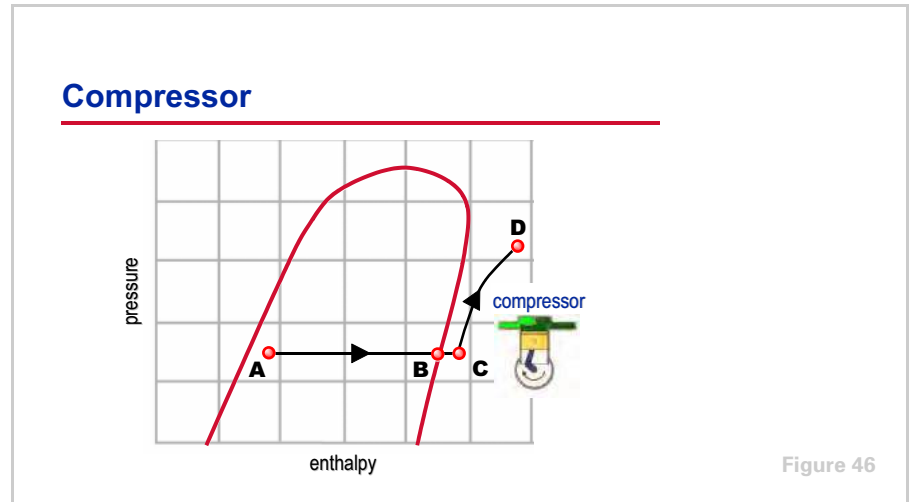 Compressor
D
pressure
compressor
A
B
C
enthalpy
Figure 46